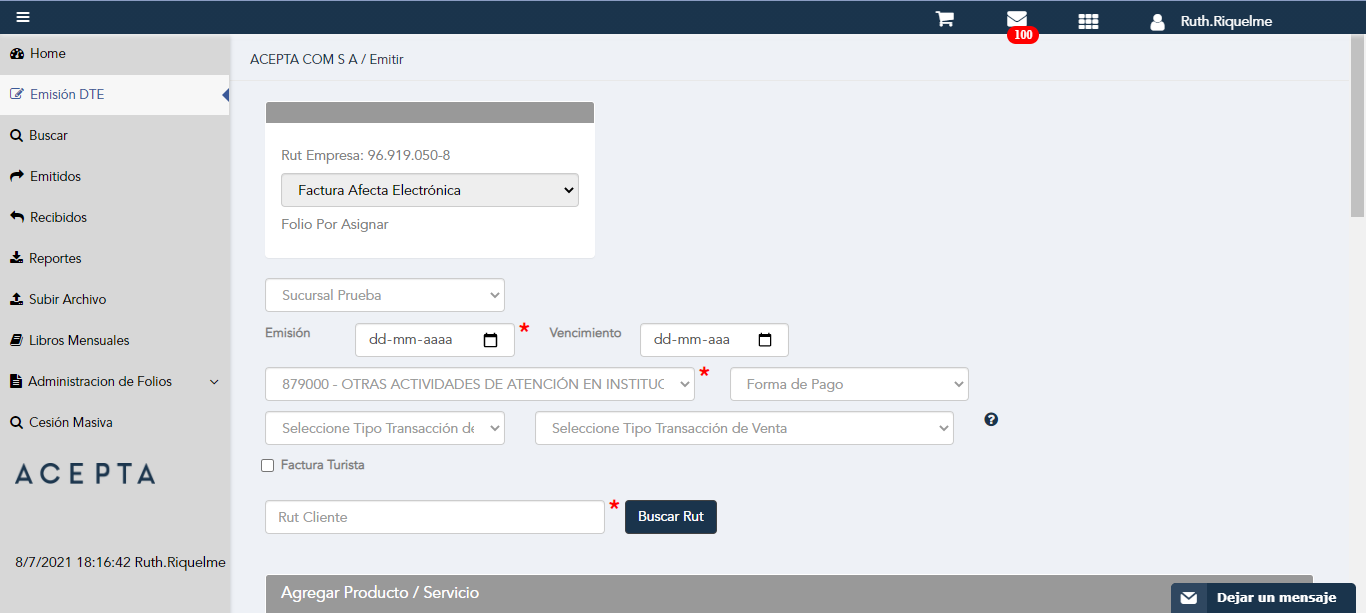 Ruth.Riquelme
100
Home
Emisión DTE
Buscar
Emitidos
Recibidos
Reportes
Subir Archivo
Libros Mensuales
Administracion de Folios
Cesión Masiva
ACEPTA
8/7/2021 18:16:42 Ruth.Riquelme
ACEPTA COM S A / Emitir
Rut Empresa: 96.919.050-8
Factura Afecta Electrónica
Folio Por Asignar
Sucursal Prueba
Emisión dd-mm-aaaa * Vencimiento dd-mm-aaa
879000 - OTRAS ACTIVIDADES DE ATENCIÓN EN INSTITUC * Forma de Pago
Seleccione Tipo Transacción de Seleccione Tipo Transacción de Venta ?
Factura Turista
Rut Cliente * Buscar Rut
Agregar Producto / Servicio
Dejar un mensaje